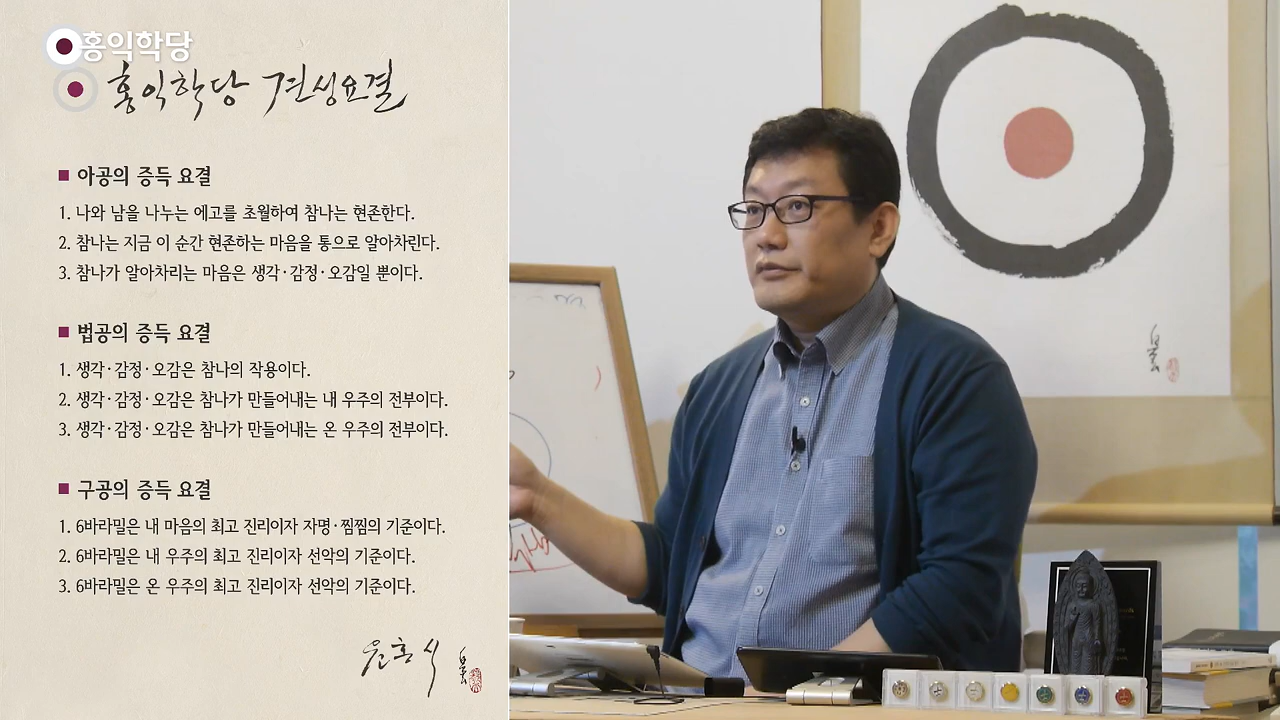 홍익학당
홍익학당 견성요결
■ 아공의 증득 요결
1. 나와 남을 나누는 에고를 초월하여 참나는 현존한다.
2. 참나는 지금 이 순간 현존하는 마음을 통으로 알아차린다.
3. 참나가 알아차리는 마음은 생각·감정·오감일 뿐이다.
■ 법공의 증득 요결
1. 생각·감정·오감은 참나의 작용이다.
2. 생각·감정·오감은 참나가 만들어내는 내 우주의 전부이다.
3. 생각·감정·오감은 참나가 만들어내는 온 우주의 전부이다.
■ 구공의 증득 요결
1. 6바라밀은 내 마음의 최고 진리이자 자명·찜찜의 기준이다.
2. 6바라밀은 내 우주의 최고 진리이자 선악의 기준이다.
3. 6바라밀은 온 우주의 최고 진리이자 선악의 기준이다.
윤홍식